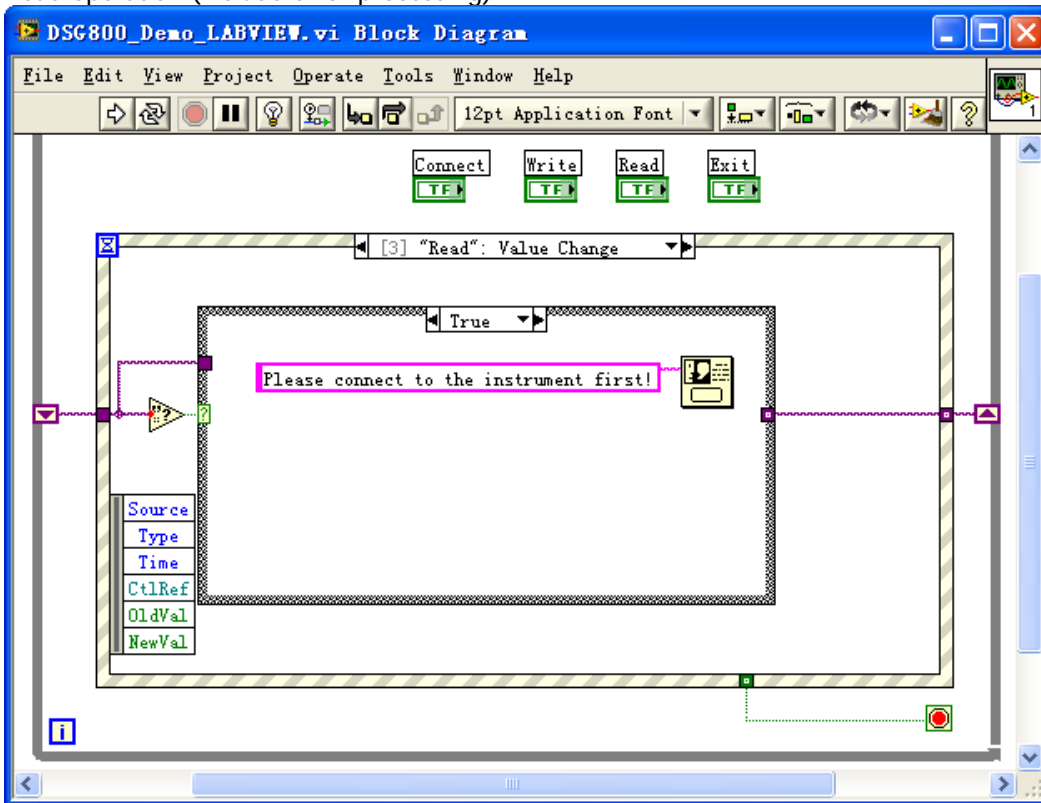 DSG800_Demo_LABVIEW.vi Block Diagram
File Edit View Project Operate Tools Window Help
12pt Application Font
1
Connect Write Read Exit
TF TF TF TF
[3] "Read": Value Change
True
Please connect to the instrument first!
?
Source
Type
Time
CtlRef
OldVal
NewVal
i